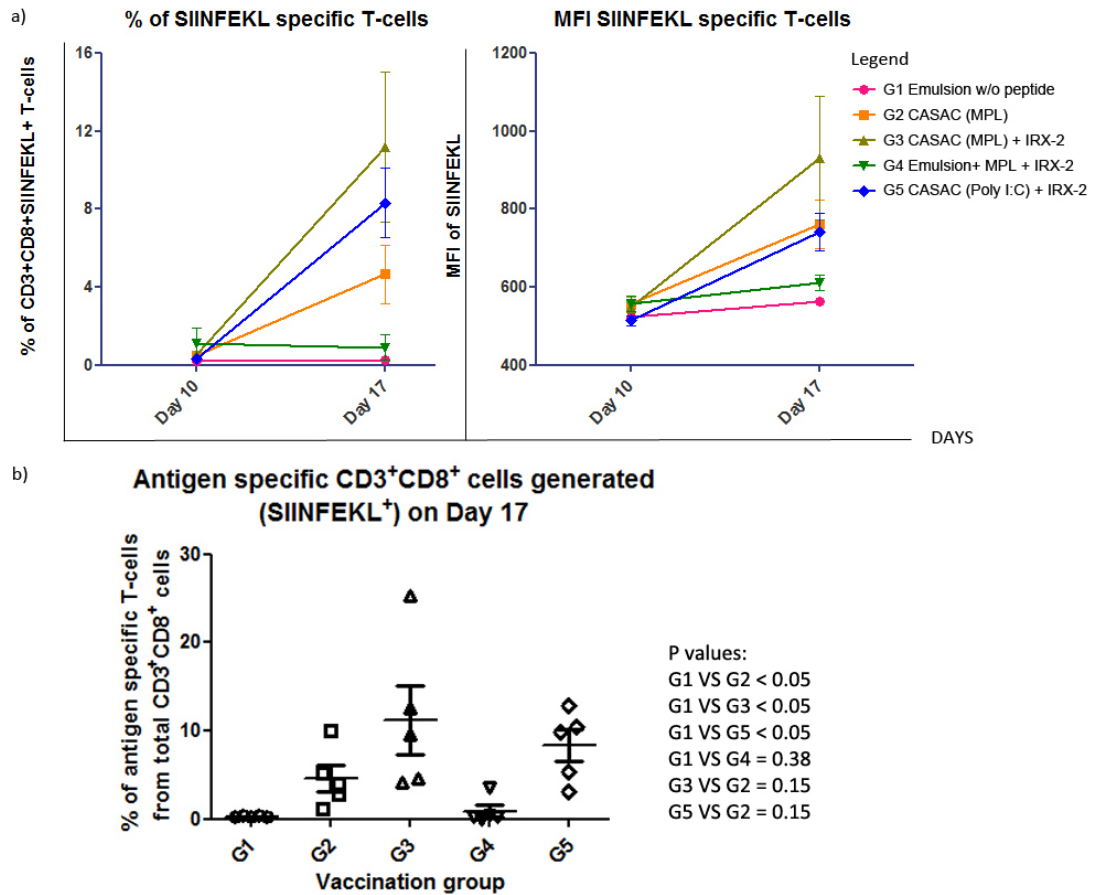 a)
% of SIINFEKL specific T-cells
MFI SIINFEKL specific T-cells
% of CD3+CD8+SIINFEKL+ T-cells
16
12
8
4
0
Day 10
Day 17
MFI of SIINFEKL
1200
1000
800
600
400
Day 10
Day 17
DAYS
Legend
G1 Emulsion w/o peptide
G2 CASAC (MPL)
G3 CASAC (MPL) + IRX-2
G4 Emulsion+ MPL + IRX-2
G5 CASAC (Poly I:C) + IRX-2
b)
Antigen specific CD3⁺CD8⁺ cells generated
(SIINFEKL⁺) on Day 17
% of antigen specific T-cells
from total CD3⁺CD8⁺ cells
30
20
10
0
G1
G2
G3
G4
G5
Vaccination group
P values:
G1 VS G2 < 0.05
G1 VS G3 < 0.05
G1 VS G5 < 0.05
G1 VS G4 = 0.38
G3 VS G2 = 0.15
G5 VS G2 = 0.15